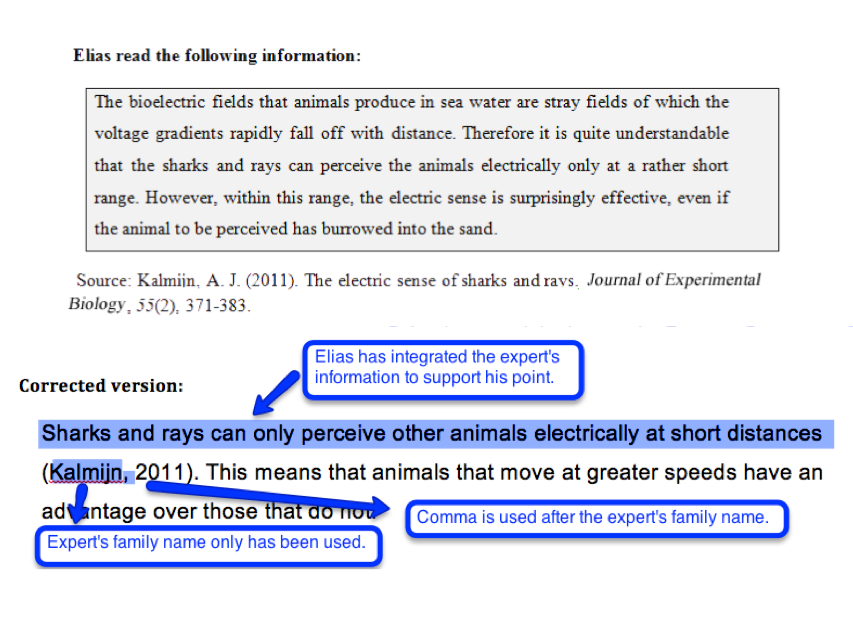 Elias read the following information:
The bioelectric fields that animals produce in sea water are stray fields of which the
voltage gradients rapidly fall off with distance. Therefore it is quite understandable
that the sharks and rays can perceive the animals electrically only at a rather short
range. However, within this range, the electric sense is surprisingly effective, even if
the animal to be perceived has burrowed into the sand.
Source: Kalmijn, A. J. (2011). The electric sense of sharks and rays. Journal of Experimental
Biology, 55(2), 371-383.
Elias has integrated the expert's
information to support his point.
Corrected version:
Sharks and rays can only perceive other animals electrically at short distances
(Kalmijn, 2011). This means that animals that move at greater speeds have an
advantage over those that do not
Comma is used after the expert's family name.
Expert's family name only has been used.